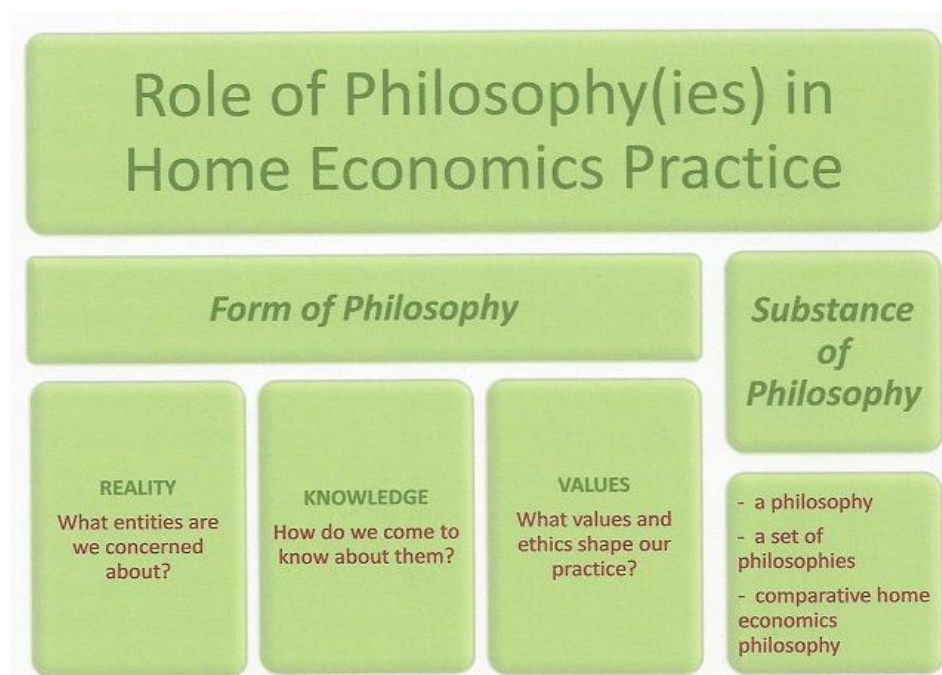 Role of Philosophy(ies) in
Home Economics Practice
Form of Philosophy
Substance
of
Philosophy
REALITY
What entities are
we concerned
about?
KNOWLEDGE
How do we come to
know about them?
VALUES
What values and
ethics shape our
practice?
- a philosophy
- a set of
philosophies
- comparative home
economics
philosophy